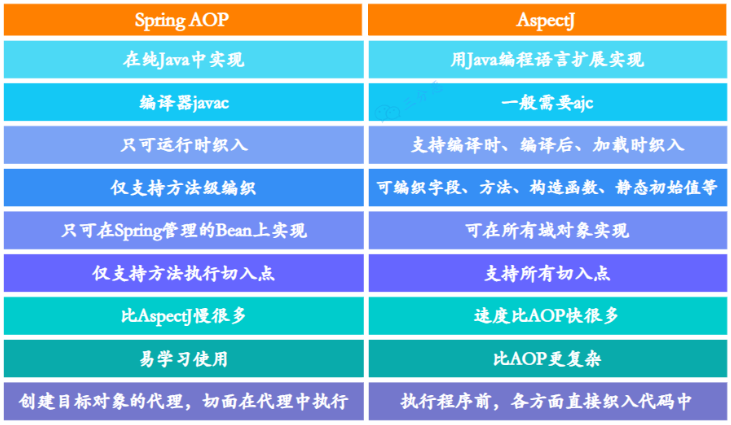 Spring AOP AspectJ
在纯Java中实现 用Java编程语言扩展实现
编译器javac 一般需要ajc
只可运行时织入 支持编译时、编译后、加载时织入
仅支持方法级编织 可编织字段、方法、构造函数、静态初始值等
只可在Spring管理的Bean上实现 可在所有域对象实现
仅支持方法执行切入点 支持所有切入点
比AspectJ慢很多 速度比AOP快很多
易学习使用 比AOP更复杂
创建目标对象的代理，切面在代理中执行 执行程序前，各方面直接织入代码中